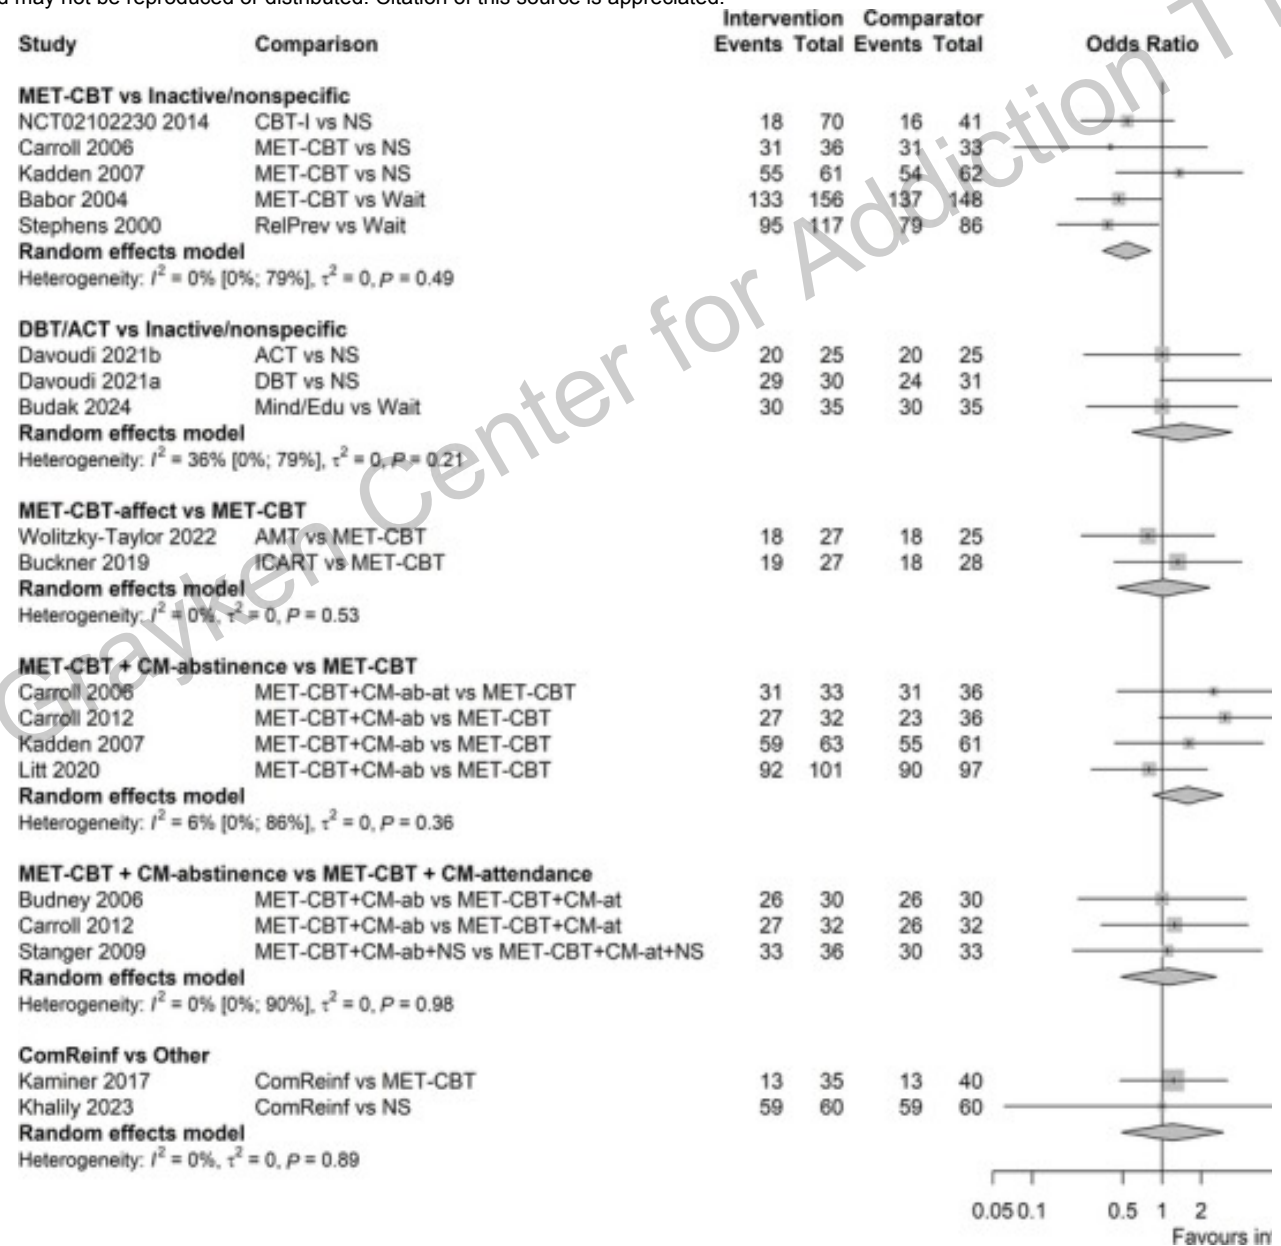 d may not be reproduced or distributed. Citation of this source is appreciated.
Intervention Comparator
Study Comparison Events Total Events Total Odds Ratio
MET-CBT vs Inactive/nonspecific
NCT02102230 2014 CBT-I vs NS 18 70 16 41
Carroll 2006 MET-CBT vs NS 31 36 31 33
Kadden 2007 MET-CBT vs NS 55 61 54 62
Babor 2004 MET-CBT vs Wait 133 156 137 148
Stephens 2000 RelPrev vs Wait 95 117 79 86
Random effects model
Heterogeneity: I² = 0% [0%; 79%], τ² = 0, P = 0.49
DBT/ACT vs Inactive/nonspecific
Davoudi 2021b ACT vs NS 20 25 20 25
Davoudi 2021a DBT vs NS 29 30 24 31
Budak 2024 Mind/Edu vs Wait 30 35 30 35
Random effects model
Heterogeneity: I² = 36% [0%; 79%], τ² = 0, P = 0.21
MET-CBT-affect vs MET-CBT
Wolitzky-Taylor 2022 AMT vs MET-CBT 18 27 18 25
Buckner 2019 ICART vs MET-CBT 19 27 18 28
Random effects model
Heterogeneity: I² = 0%, τ² = 0, P = 0.53
MET-CBT + CM-abstinence vs MET-CBT
Carroll 2006 MET-CBT+CM-ab-at vs MET-CBT 31 33 31 36
Carroll 2012 MET-CBT+CM-ab vs MET-CBT 27 32 23 36
Kadden 2007 MET-CBT+CM-ab vs MET-CBT 59 63 55 61
Litt 2020 MET-CBT+CM-ab vs MET-CBT 92 101 90 97
Random effects model
Heterogeneity: I² = 6% [0%; 86%], τ² = 0, P = 0.36
MET-CBT + CM-abstinence vs MET-CBT + CM-attendance
Budney 2006 MET-CBT+CM-ab vs MET-CBT+CM-at 26 30 26 30
Carroll 2012 MET-CBT+CM-ab vs MET-CBT+CM-at 27 32 26 32
Stanger 2009 MET-CBT+CM-ab+NS vs MET-CBT+CM-at+NS 33 36 30 33
Random effects model
Heterogeneity: I² = 0% [0%; 90%], τ² = 0, P = 0.98
ComReinf vs Other
Kaminer 2017 ComReinf vs MET-CBT 13 35 13 40
Khalily 2023 ComReinf vs NS 59 60 59 60
Random effects model
Heterogeneity: I² = 0%, τ² = 0, P = 0.89
0.05 0.1 0.5 1 2
Favours int
Grayken Center for Addiction T